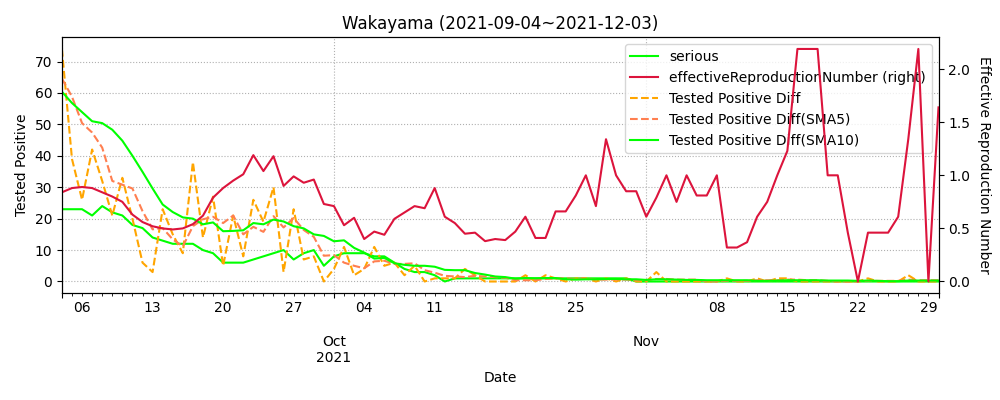 Wakayama (2021-09-04~2021-12-03)
serious
effectiveReproductionNumber (right)
Tested Positive Diff
Tested Positive Diff(SMA5)
Tested Positive Diff(SMA10)
Tested Positive
70
60
50
40
30
20
10
0
Effective Reproduction Number
2.0
1.5
1.0
0.5
0.0
06 13 20 27 04 11 18 25 08 15 22 29
Oct Nov
2021
Date